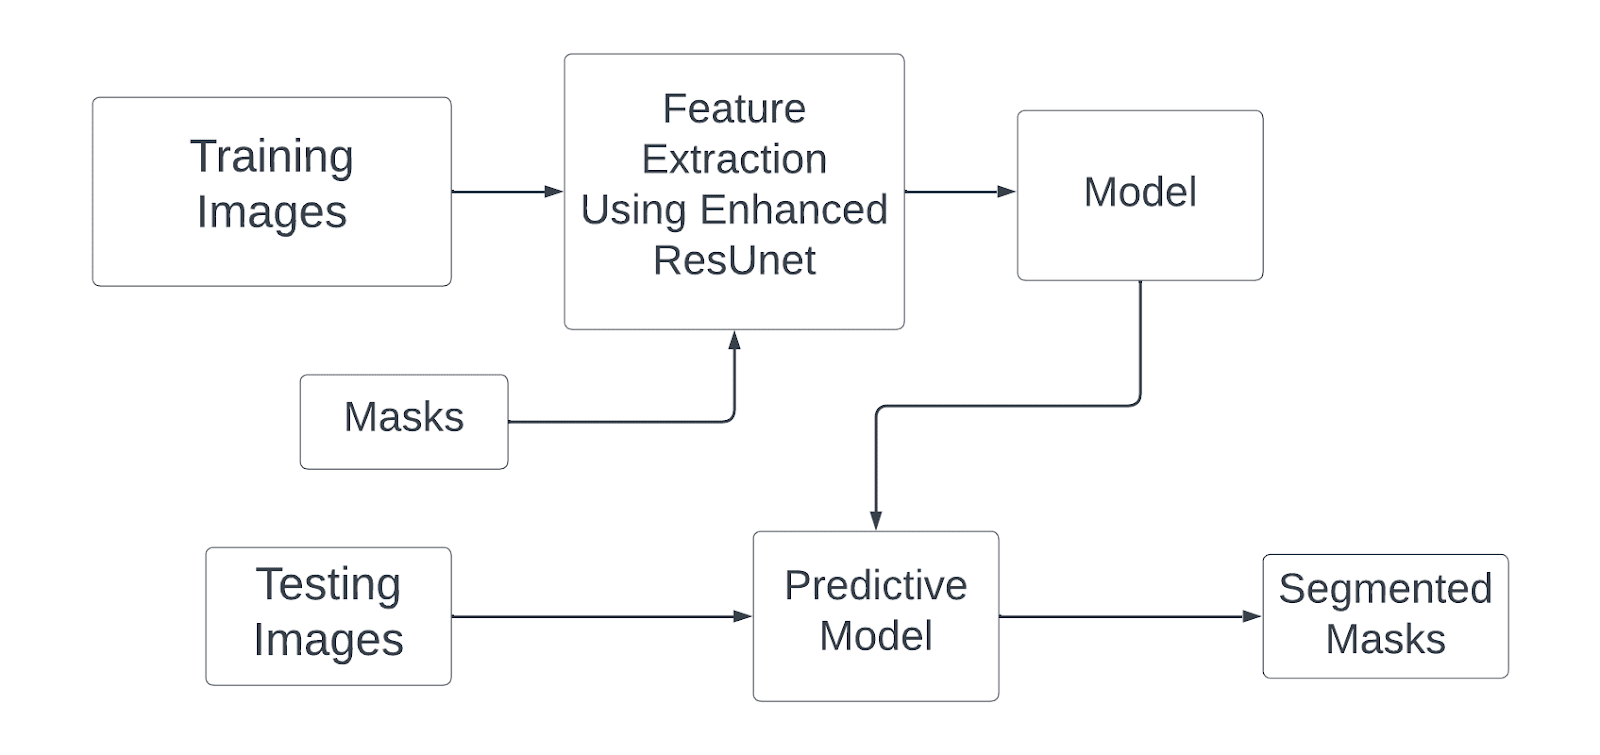 Training
Images
Feature
Extraction
Using Enhanced
ResUnet
Model
Masks
Testing
Images
Predictive
Model
Segmented
Masks